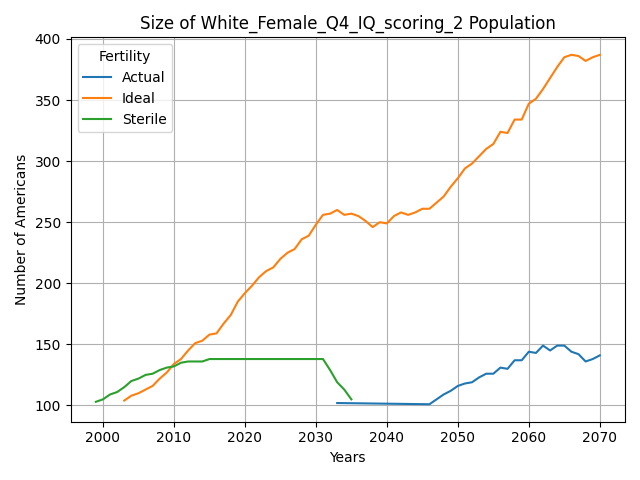 Size of White_Female_Q4_IQ_scoring_2 Population
Number of Americans
400
350
300
250
200
150
100
Fertility
Actual
Ideal
Sterile
2000 2010 2020 2030 2040 2050 2060 2070
Years